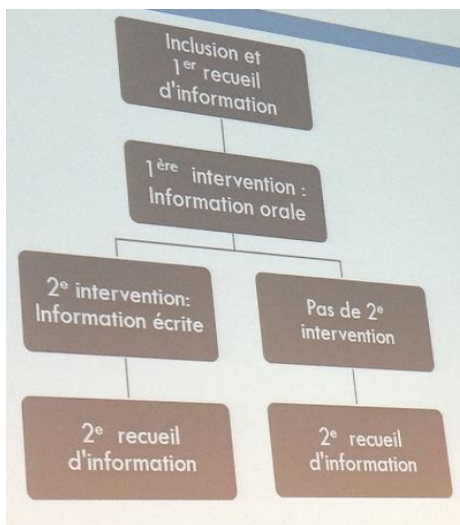 Inclusion et
1er recueil
d'information
1ère intervention :
Information orale
2e intervention:
Information écrite
Pas de 2e
intervention
2e recueil
d'information
2e recueil
d'information